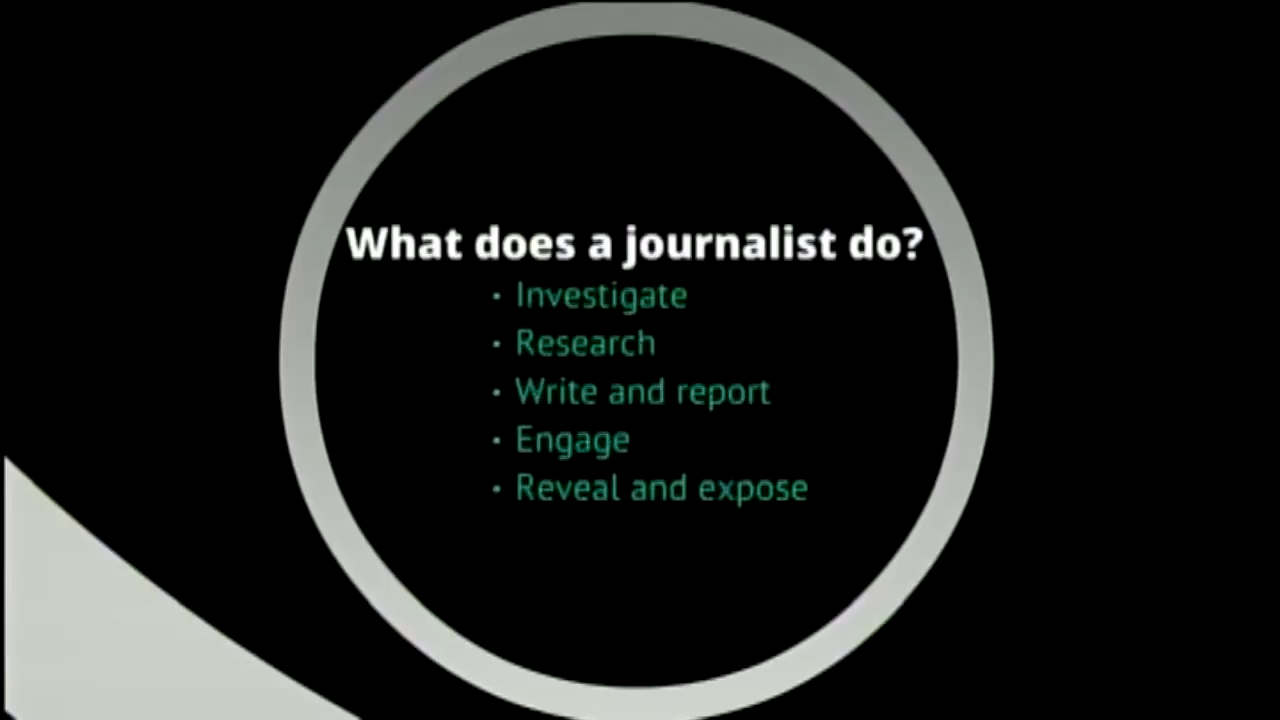 What does a journalist do?
• Investigate
• Research
• Write and report
• Engage
• Reveal and expose